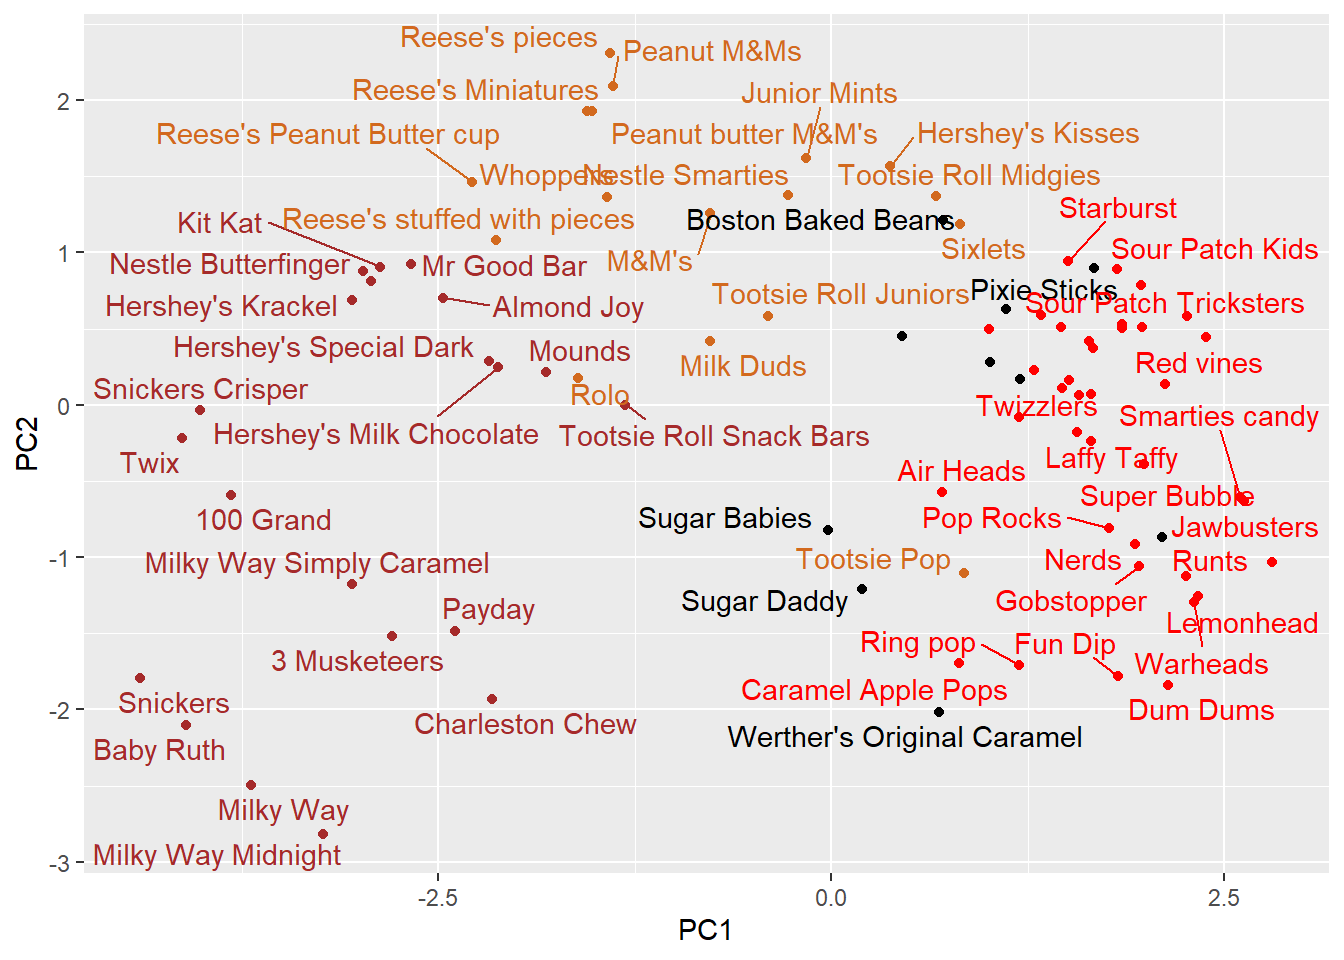 Reese's pieces
Peanut M&Ms
Reese's Miniatures
Junior Mints
Reese's Peanut Butter cup
Peanut butter M&M's
Hershey's Kisses
Whoppers
Nestle Smarties
Tootsie Roll Midgies
Kit Kat
Reese's stuffed with pieces
Boston Baked Beans
Starburst
Sixlets
Sour Patch Kids
Nestle Butterfinger
Mr Good Bar
M&M's
Hershey's Krackel
Almond Joy
Tootsie Roll Juniors
Pixie Sticks
Sour Patch Tricksters
Hershey's Special Dark
Mounds
Milk Duds
Red vines
Snickers Crisper
Rolo
Twizzlers
Smarties candy
Hershey's Milk Chocolate
Tootsie Roll Snack Bars
Twix
Air Heads
Laffy Taffy
100 Grand
Sugar Babies
Pop Rocks
Super Bubble
Jawbusters
Milky Way Simply Caramel
Tootsie Pop
Nerds
Runts
Payday
Sugar Daddy
Gobstopper
Lemonhead
3 Musketeers
Ring pop
Fun Dip
Warheads
Snickers
Caramel Apple Pops
Dum Dums
Charleston Chew
Werther's Original Caramel
Baby Ruth
Milky Way
Milky Way Midnight
2
1
0
-1
-2
-3
PC2
-2.5
0.0
2.5
PC1